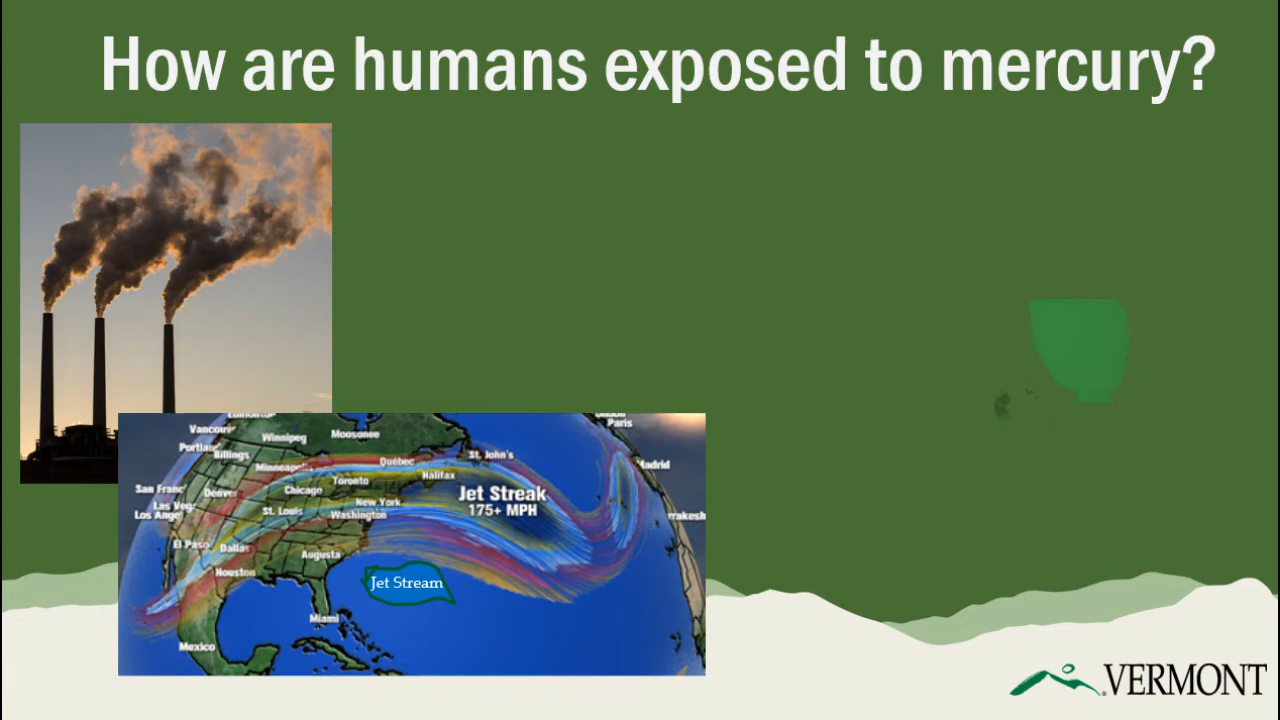 How are humans exposed to mercury?
Vancouver
Winnipeg
Moosonee
Paris
Portland
Billings
Minneapolis
Québec
St. John's
Madrid
San Franc
Denver
Chicago
Toronto
Halifax
Jet Streak
175+ MPH
Las Veg
Los Ange
St. Louis
New York
Washington
El Paso
Dallas
Augusta
Houston
Jet Stream
Miami
Mexico
VERMONT